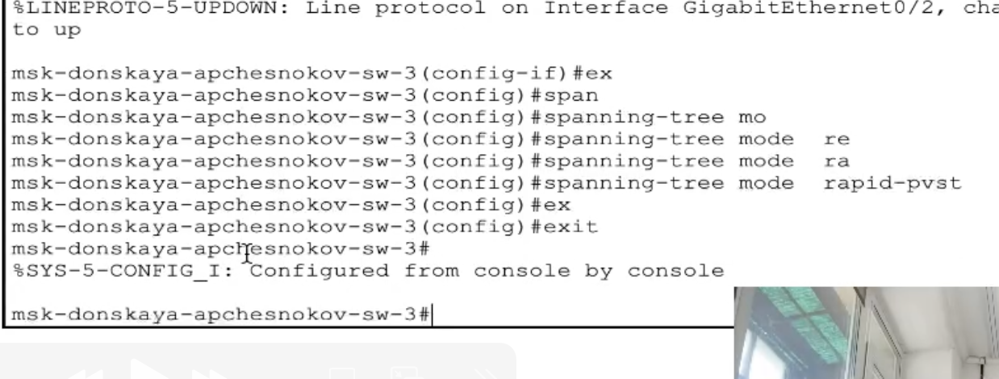 %LINEPROTO-5-UPDOWN: Line protocol on Interface GigabitEthernet0/2, cha
to up
msk-donskaya-apchesnokov-sw-3(config-if)#ex
msk-donskaya-apchesnokov-sw-3(config)#span
msk-donskaya-apchesnokov-sw-3(config)#spanning-tree mo
msk-donskaya-apchesnokov-sw-3(config)#spanning-tree mode re
msk-donskaya-apchesnokov-sw-3(config)#spanning-tree mode ra
msk-donskaya-apchesnokov-sw-3(config)#spanning-tree mode rapid-pvst
msk-donskaya-apchesnokov-sw-3(config)#ex
msk-donskaya-apchesnokov-sw-3(config)#exit
msk-donskaya-apchesnokov-sw-3#
%SYS-5-CONFIG_I: Configured from console by console
msk-donskaya-apchesnokov-sw-3#